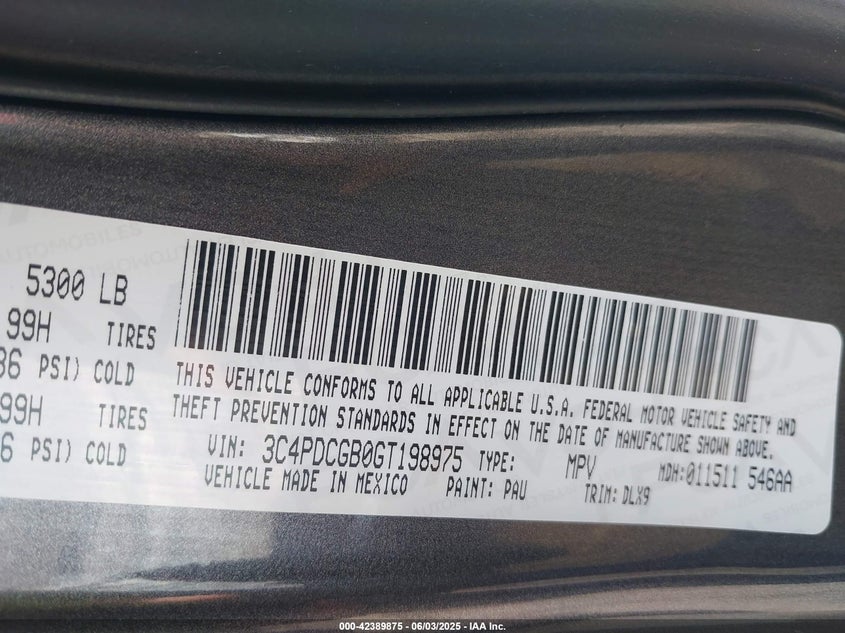 5300 LB
99H TIRES
36 PSI) COLD
99H TIRES
6 PSI) COLD
THIS VEHICLE CONFORMS TO ALL APPLICABLE U.S.A. FEDERAL MOTOR VEHICLE SAFETY AND
THEFT PREVENTION STANDARDS IN EFFECT ON THE DATE OF MANUFACTURE SHOWN ABOVE.
VIN: 3C4PDCGB0GT198975 TYPE: MPV MDH:011511 546AA
VEHICLE MADE IN MEXICO PAINT: PAU TRIM: DLX9
000-42389875 | 06/03/2025 - IAA Inc.